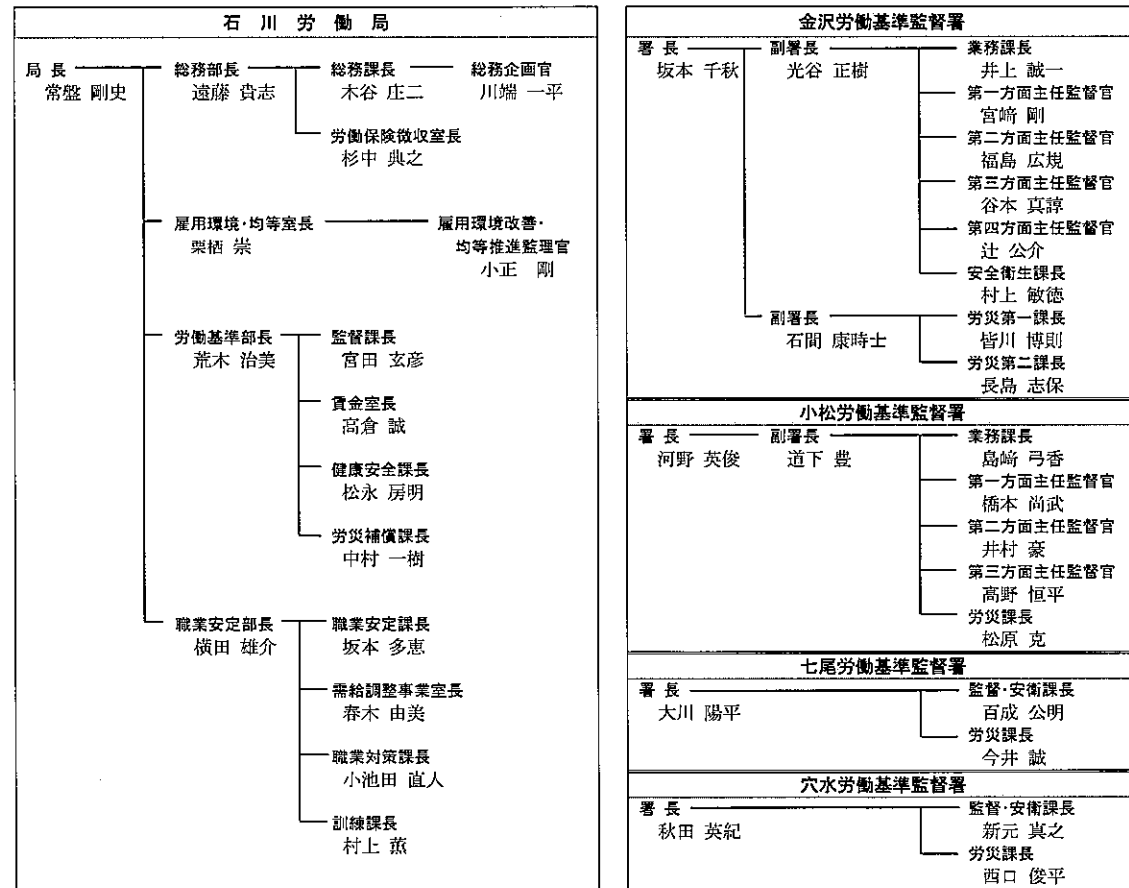 石川労働局
局長 総務部長 総務課長 総務企画官
常盤 剛史 遠藤 貴志 木谷 庄二 川端 一平
労働保険徴収室長
杉中 典之
雇用環境・均等室長 雇用環境改善・
均等推進監理官
栗栖 崇
小正 剛
労働基準部長 監督課長
荒木 治美 宮田 玄彦
賃金室長
高倉 誠
健康安全課長
松永 房明
労災補償課長
中村 一樹
職業安定部長 職業安定課長
横田 雄介 坂本 多恵
需給調整事業室長
春木 由美
職業対策課長
小池田 直人
訓練課長
村上 薫
金沢労働基準監督署
署長 副署長 業務課長
坂本 千秋 光谷 正樹 井上 誠一
第一方面主任監督官
宮﨑 剛
第二方面主任監督官
福島 広規
第三方面主任監督官
谷本 真諄
第四方面主任監督官
辻 公介
安全衛生課長
村上 敏徳
副署長 労災第一課長
石間 康時士 皆川 博則
労災第二課長
長島 志保
小松労働基準監督署
署長 副署長 業務課長
河野 英俊 道下 豊 島﨑 弓香
第一方面主任監督官
橋本 尚武
第二方面主任監督官
井村 豪
第三方面主任監督官
高野 恒平
労災課長
松原 克
七尾労働基準監督署
署長 監督・安衛課長
大川 陽平 百成 公明
労災課長
今井 誠
穴水労働基準監督署
署長 監督・安衛課長
秋田 英紀 新元 真之
労災課長
西口 俊平